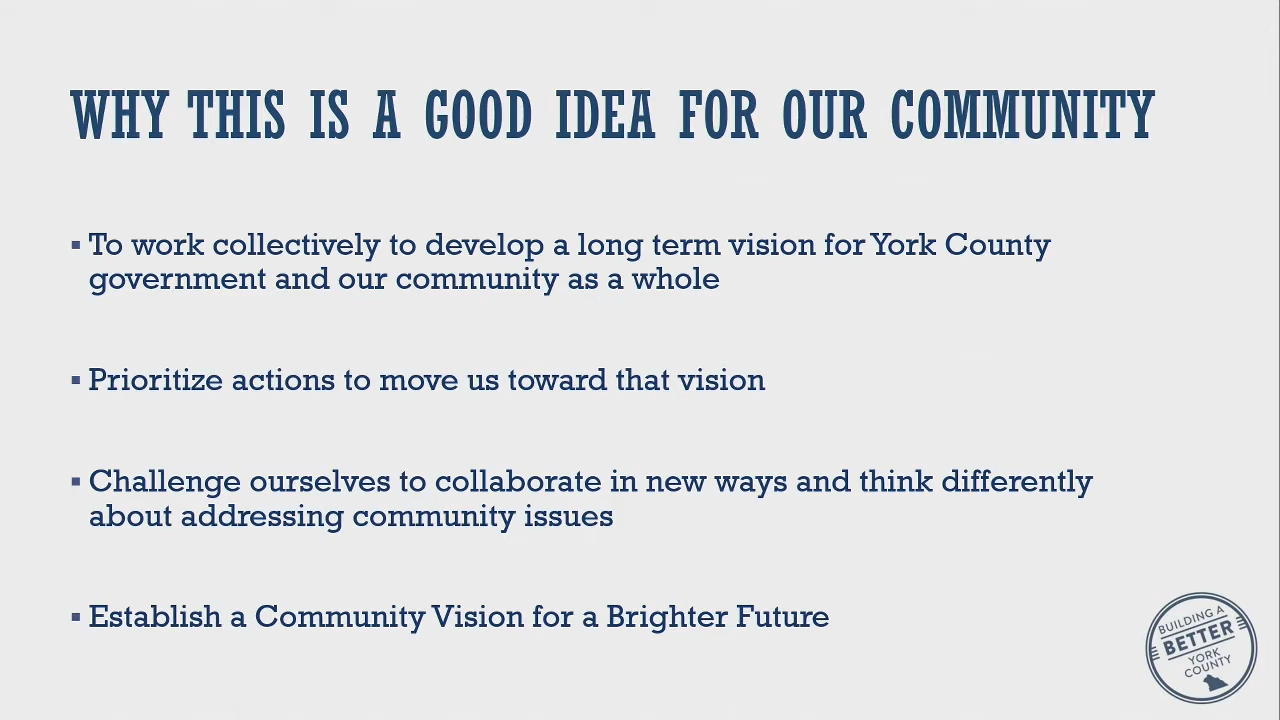 WHY THIS IS A GOOD IDEA FOR OUR COMMUNITY
▪ To work collectively to develop a long term vision for York County
government and our community as a whole
▪ Prioritize actions to move us toward that vision
▪ Challenge ourselves to collaborate in new ways and think differently
about addressing community issues
▪ Establish a Community Vision for a Brighter Future
BUILDING A
BETTER
YORK
COUNTY